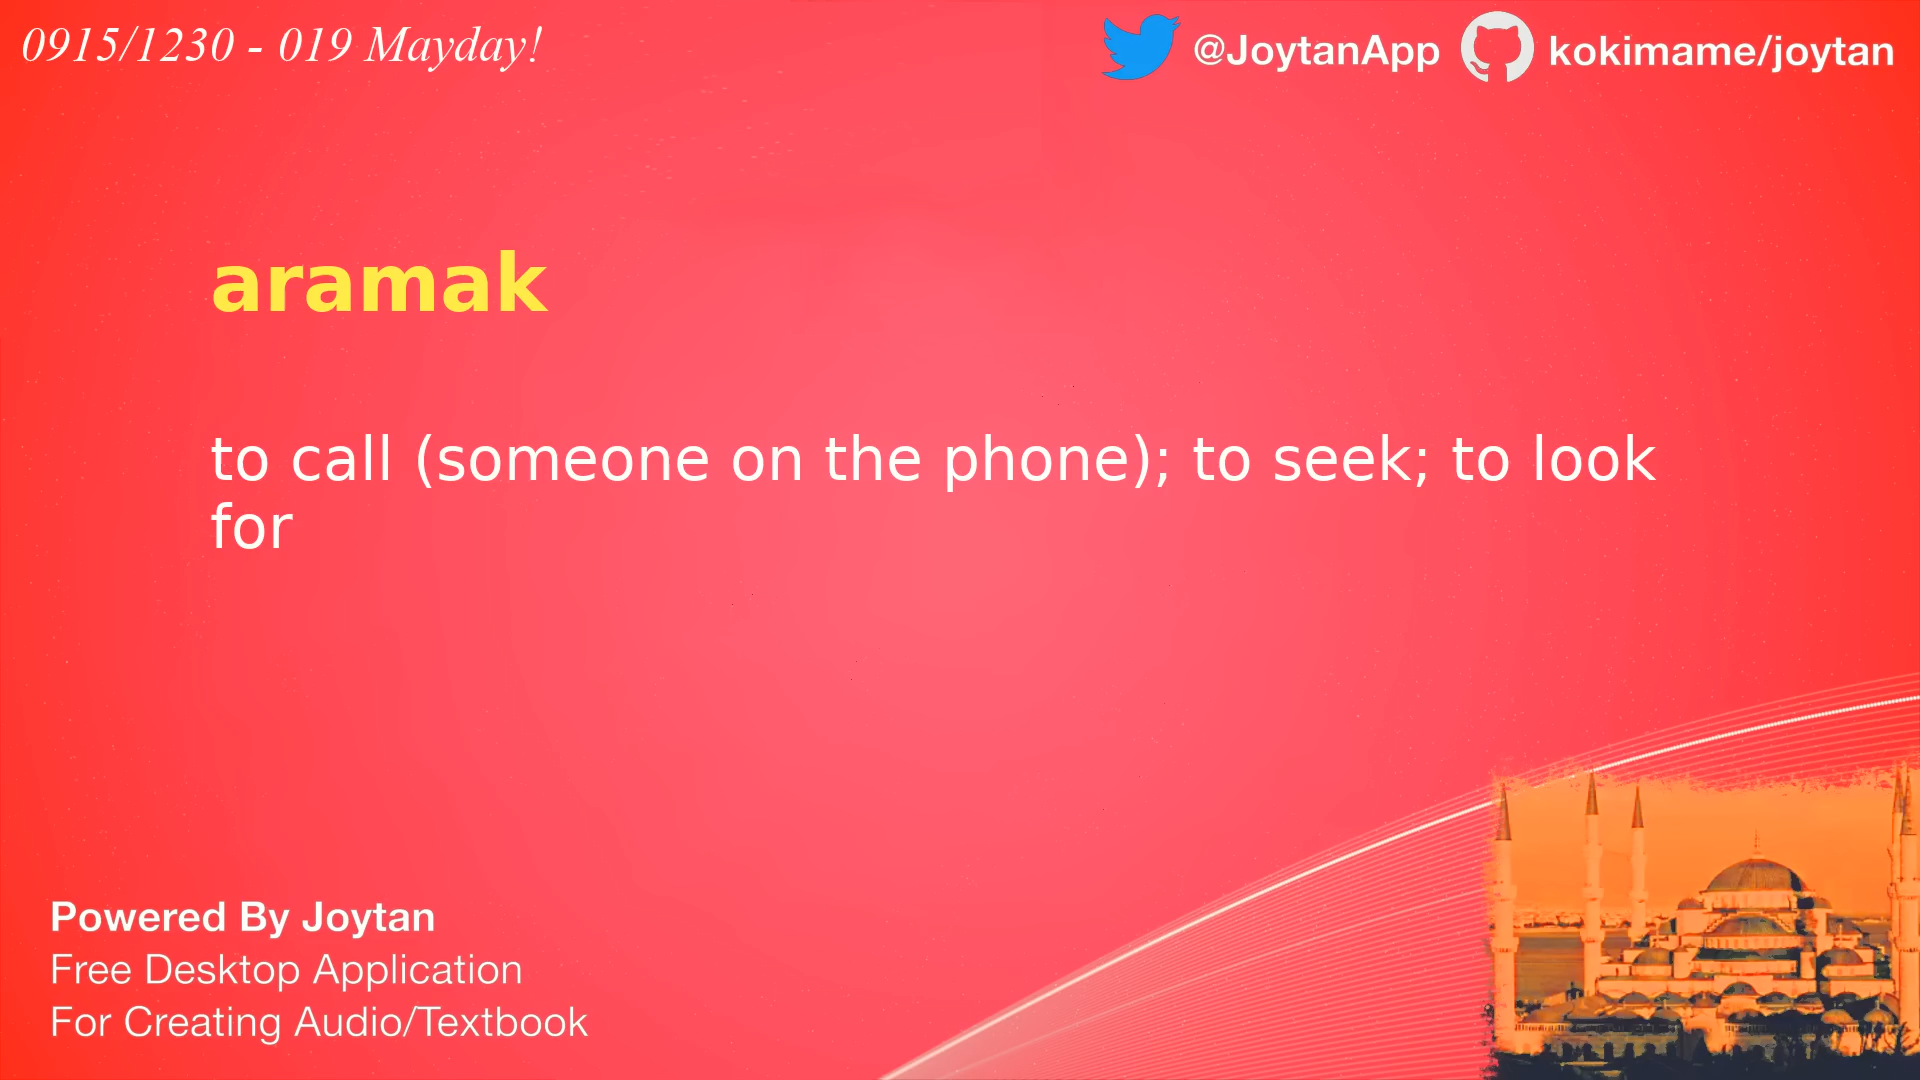 0915/1230 - 019 Mayday!
@JoytanApp
kokimame/joytan
aramak
to call (someone on the phone); to seek; to look
for
Powered By Joytan
Free Desktop Application
For Creating Audio/Textbook